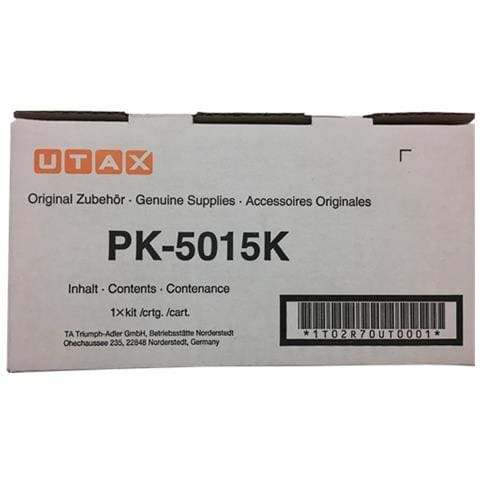 UTAX
Original Zubehör · Genuine Supplies · Accessoires Originales
PK-5015K
Inhalt · Contents · Contenance
1×kit /crtg. /cart.
TA Triumph-Adler GmbH, Betriebsstätte Norderstedt
Ohechaussee 235, 22848 Norderstedt, Germany
*1T02R70UT0001*